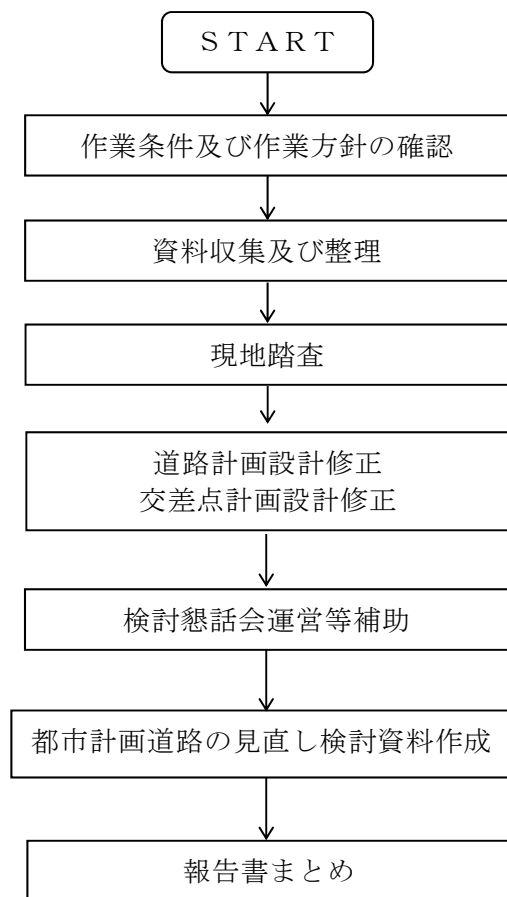 ＳＴＡＲＴ
作業条件及び作業方針の確認
資料収集及び整理
現地踏査
道路計画設計修正
交差点計画設計修正
検討懇話会運営等補助
都市計画道路の見直し検討資料作成
報告書まとめ